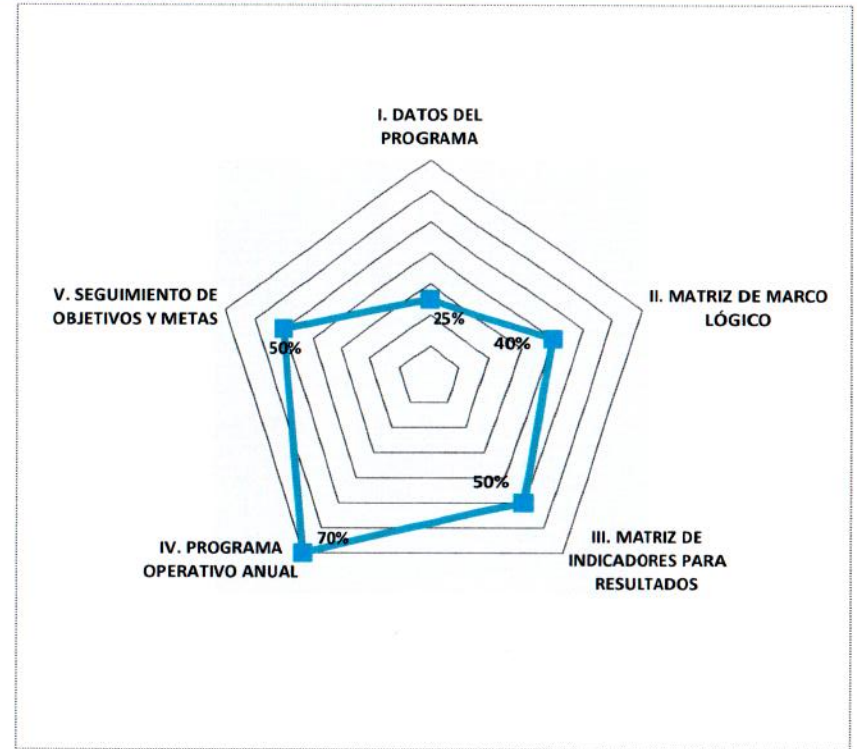 I. DATOS DEL
PROGRAMA
II. MATRIZ DE MARCO
LÓGICO
III. MATRIZ DE
INDICADORES PARA
RESULTADOS
IV. PROGRAMA
OPERATIVO ANUAL
V. SEGUIMIENTO DE
OBJETIVOS Y METAS
25%
40%
50%
70%
50%